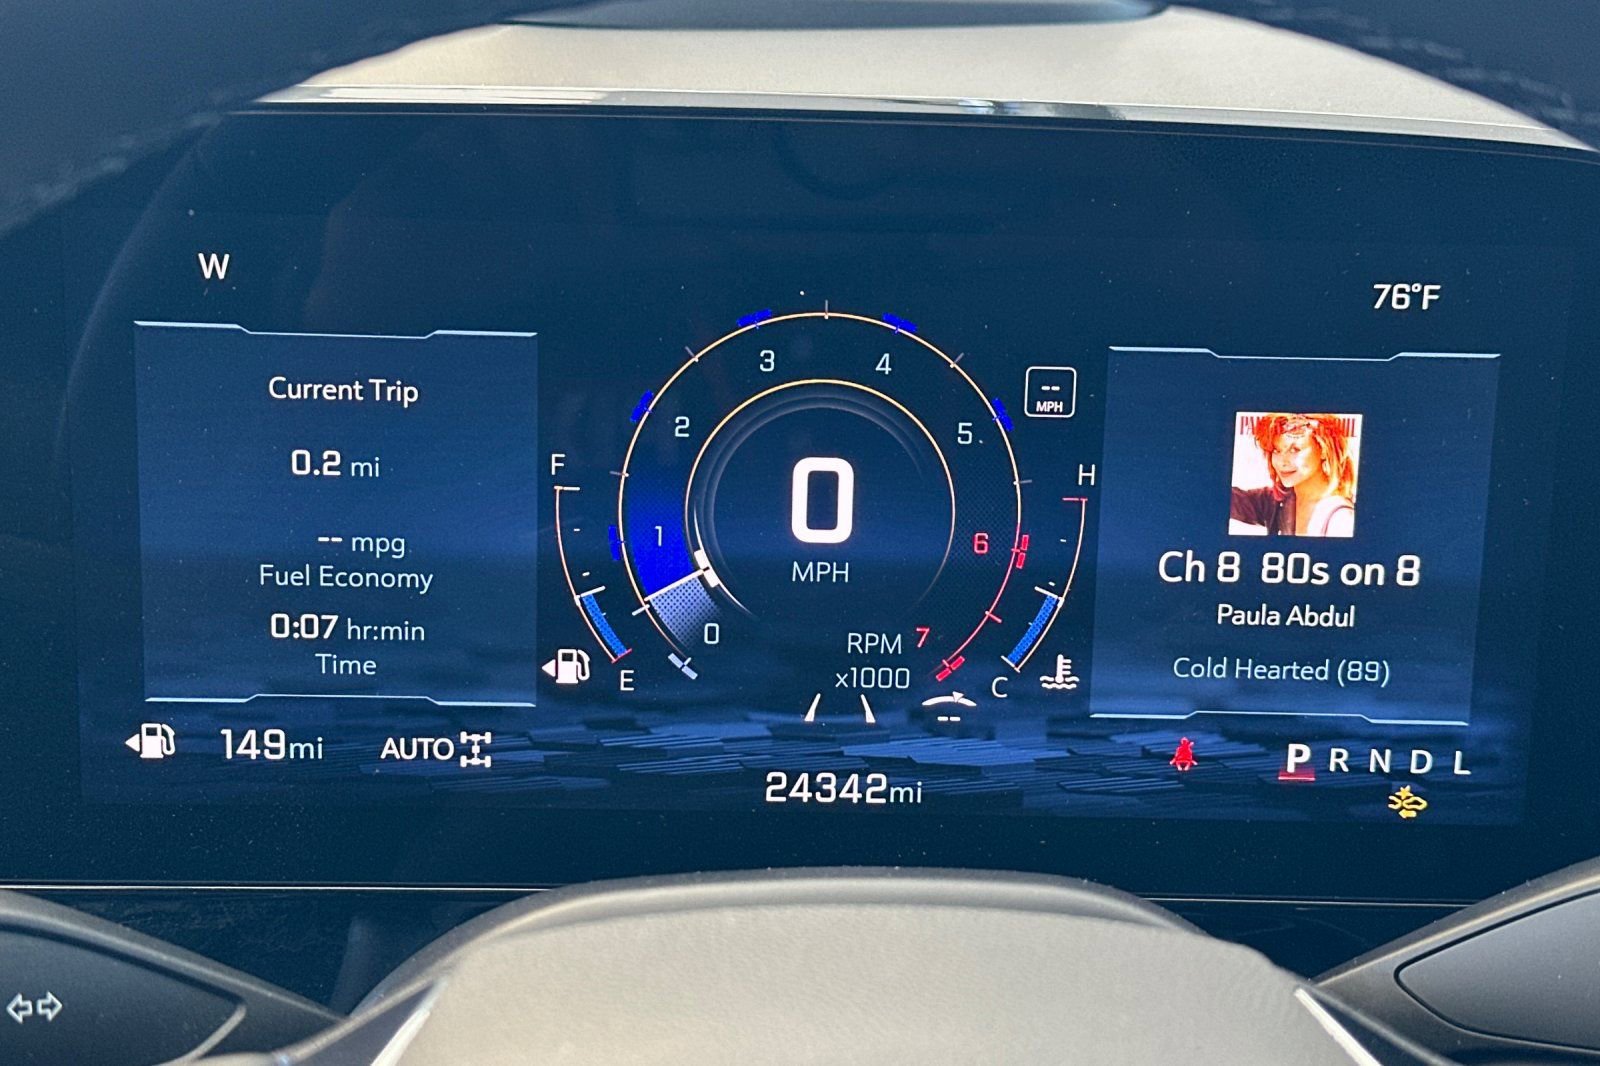 W
76°F
Current Trip
0.2 mi
-- mpg
Fuel Economy
0:07 hr:min
Time
149mi
AUTO
F
E
0
1
2
3
4
5
6
7
0
MPH
RPM
x1000
--
MPH
H
C
--
24342mi
Ch 8 80s on 8
Paula Abdul
Cold Hearted (89)
P R N D L